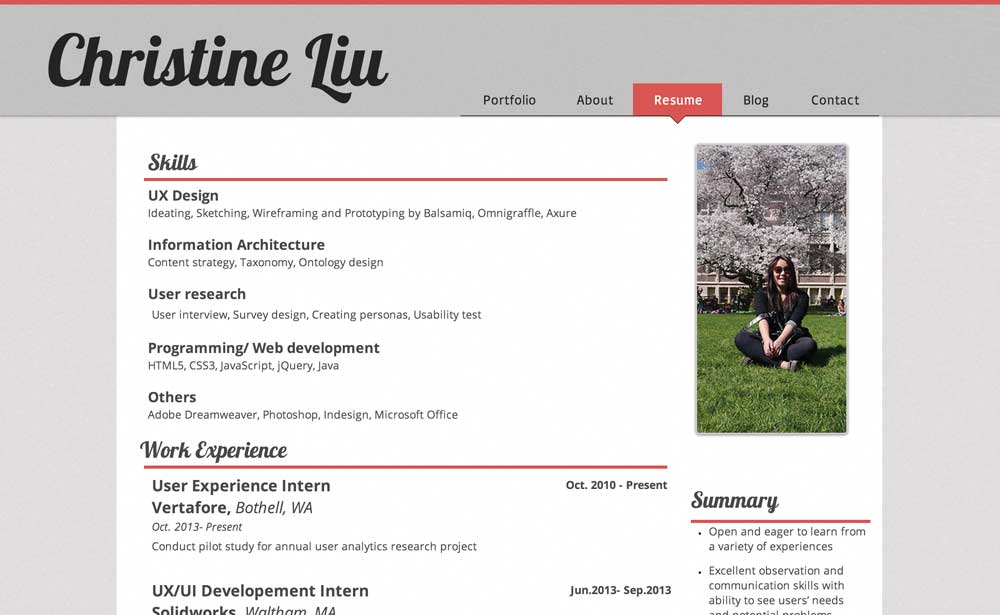 Christine Liu
Portfolio About Resume Blog Contact
Skills
UX Design
Ideating, Sketching, Wireframing and Prototyping by Balsamiq, Omnigraffle, Axure
Information Architecture
Content strategy, Taxonomy, Ontology design
User research
User interview, Survey design, Creating personas, Usability test
Programming/ Web development
HTML5, CSS3, JavaScript, jQuery, Java
Others
Adobe Dreamweaver, Photoshop, Indesign, Microsoft Office
Work Experience
User Experience Intern Oct. 2010 - Present
Vertafore, Bothell, WA
Oct. 2013- Present
Conduct pilot study for annual user analytics research project
UX/UI Developement Intern Jun.2013- Sep.2013
Solidworks, Waltham, MA
Summary
• Open and eager to learn from
a variety of experiences
• Excellent observation and
communication skills with
ability to see users’ needs
and potential problems